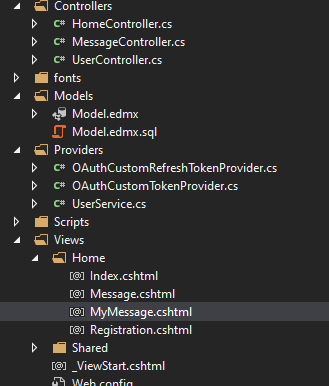 Controllers
C# HomeController.cs
C# MessageController.cs
C# UserController.cs
fonts
Models
Model.edmx
Model.edmx.sql
Providers
C# OAuthCustomRefreshTokenProvider.cs
C# OAuthCustomTokenProvider.cs
C# UserService.cs
Scripts
Views
Home
[@] Index.cshtml
[@] Message.cshtml
[@] MyMessage.cshtml
[@] Registration.cshtml
Shared
[@] _ViewStart.cshtml
Web.config